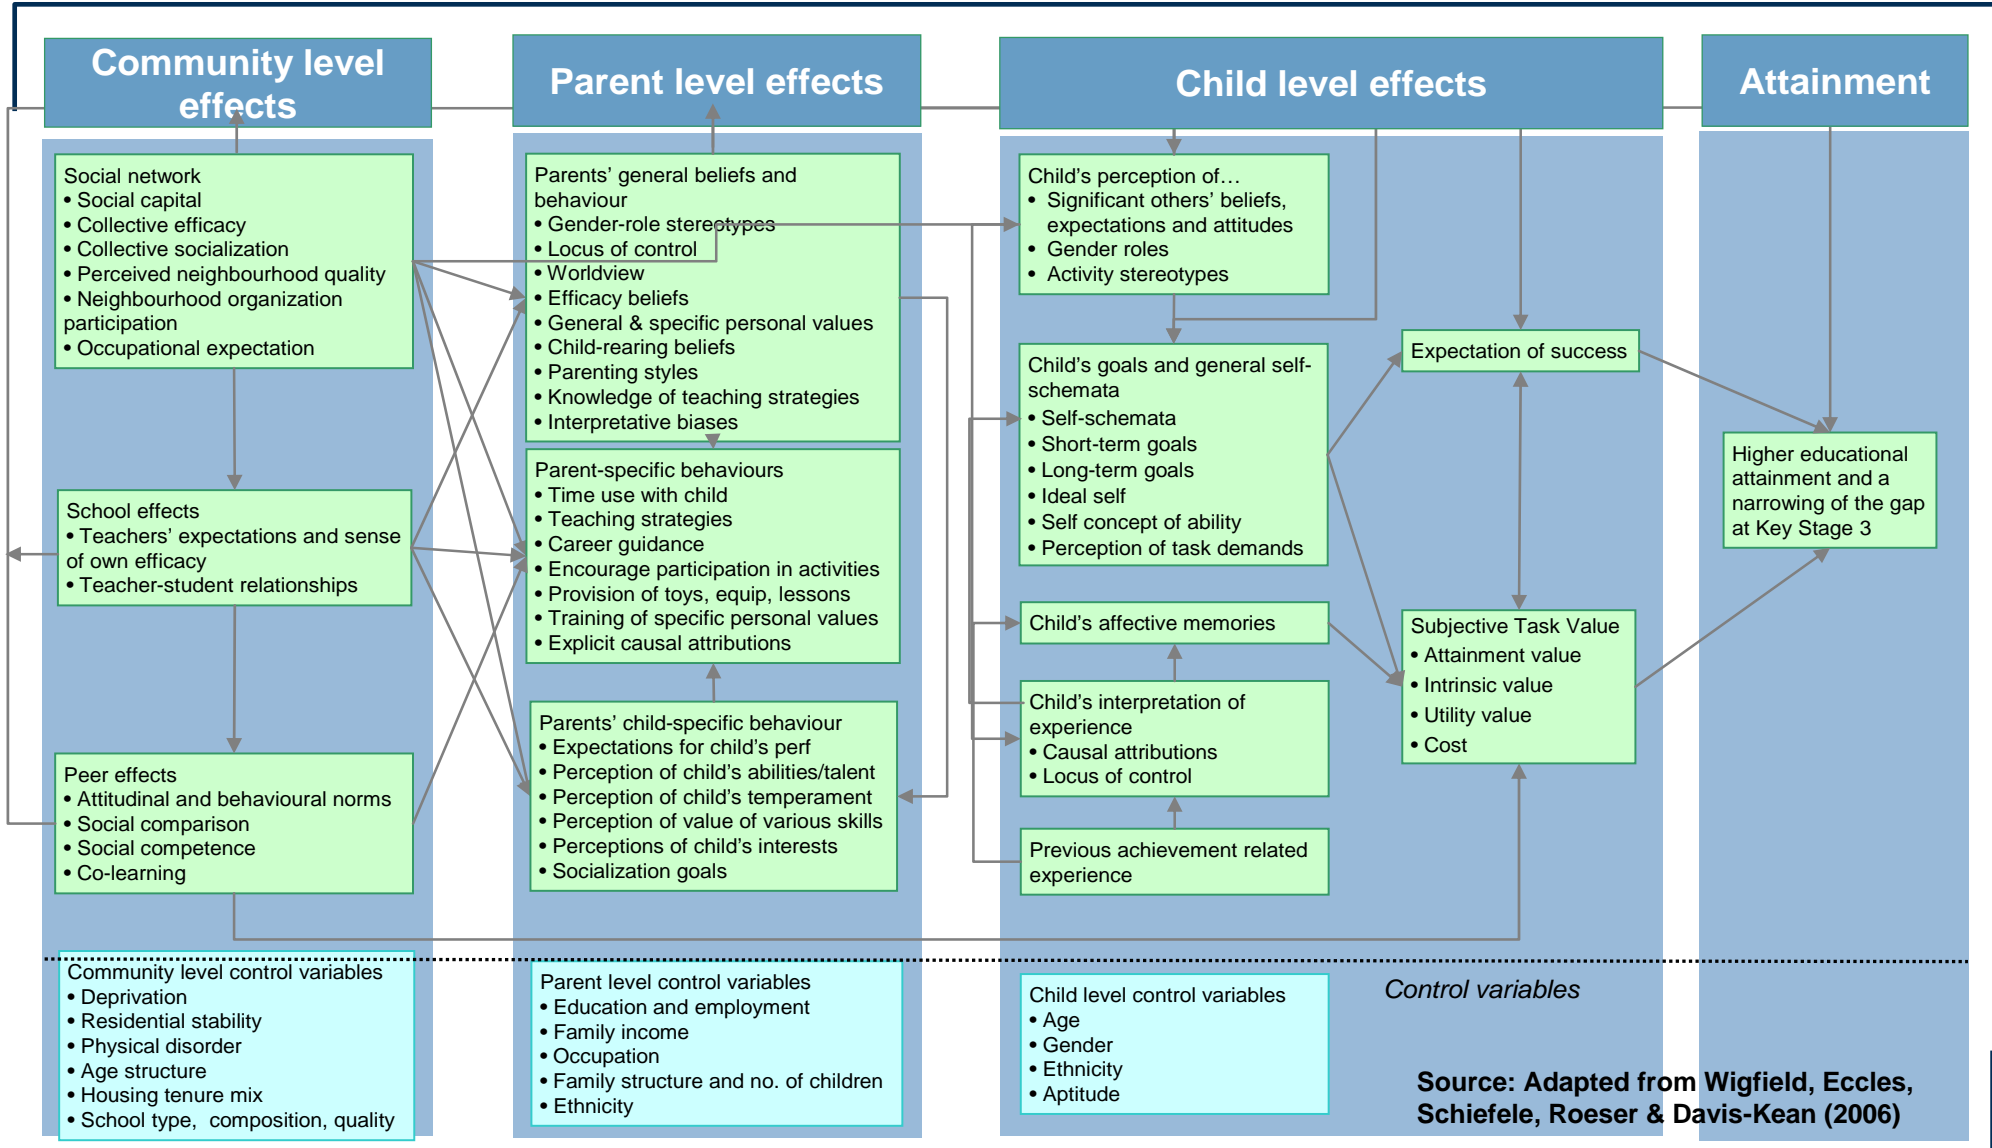 Community level
effects
Parent level effects
Child level effects
Attainment
Social network
• Social capital
• Collective efficacy
• Collective socialization
• Perceived neighbourhood quality
• Neighbourhood organization
participation
• Occupational expectation
School effects
• Teachers’ expectations and sense
of own efficacy
• Teacher-student relationships
Peer effects
• Attitudinal and behavioural norms
• Social comparison
• Social competence
• Co-learning
Community level control variables
• Deprivation
• Residential stability
• Physical disorder
• Age structure
• Housing tenure mix
• School type, composition, quality
Parents’ general beliefs and
behaviour
• Gender-role stereotypes
• Locus of control
• Worldview
• Efficacy beliefs
• General & specific personal values
• Child-rearing beliefs
• Parenting styles
• Knowledge of teaching strategies
• Interpretative biases
Parent-specific behaviours
• Time use with child
• Teaching strategies
• Career guidance
• Encourage participation in activities
• Provision of toys, equip, lessons
• Training of specific personal values
• Explicit causal attributions
Parents’ child-specific behaviour
• Expectations for child’s perf
• Perception of child’s abilities/talent
• Perception of child’s temperament
• Perception of value of various skills
• Perceptions of child’s interests
• Socialization goals
Parent level control variables
• Education and employment
• Family income
• Occupation
• Family structure and no. of children
• Ethnicity
Child’s perception of…
• Significant others’ beliefs,
expectations and attitudes
• Gender roles
• Activity stereotypes
Child’s goals and general self-
schemata
• Self-schemata
• Short-term goals
• Long-term goals
• Ideal self
• Self concept of ability
• Perception of task demands
Child’s affective memories
Child’s interpretation of
experience
• Causal attributions
• Locus of control
Previous achievement related
experience
Child level control variables
• Age
• Gender
• Ethnicity
• Aptitude
Expectation of success
Subjective Task Value
• Attainment value
• Intrinsic value
• Utility value
• Cost
Higher educational
attainment and a
narrowing of the gap
at Key Stage 3
Control variables
Source: Adapted from Wigfield, Eccles,
Schiefele, Roeser & Davis-Kean (2006)